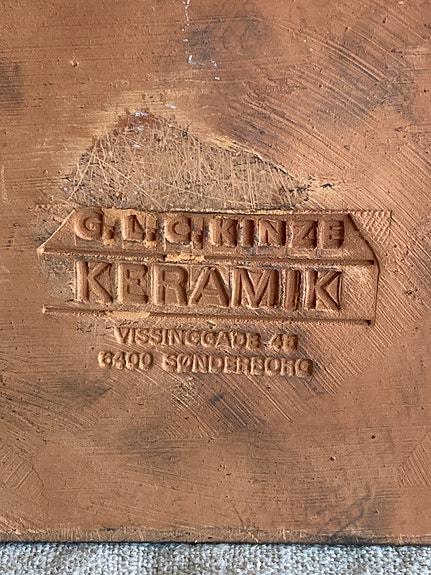 G. & C. KINZE
KERAMIK
VISSINGGADE 48
6400 SØNDERBORG